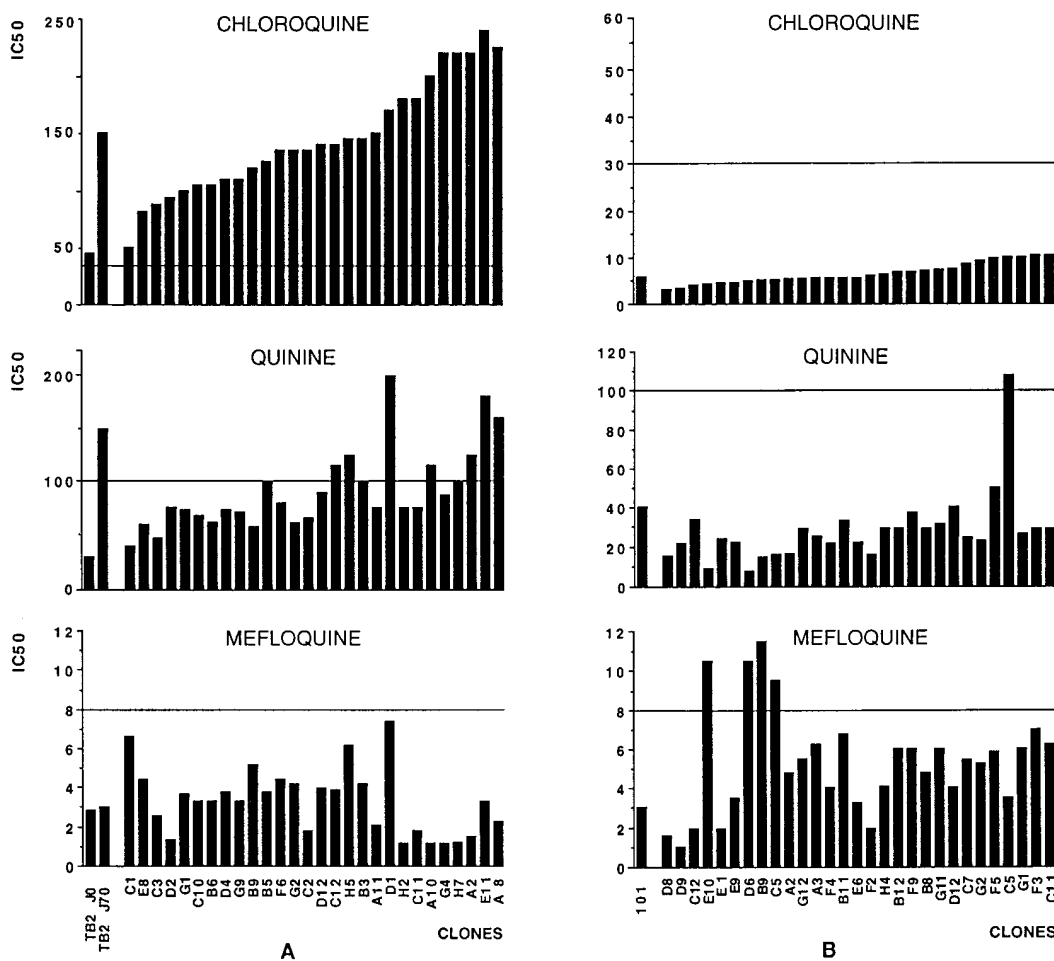 IC50
CHLOROQUINE
250
150
50
0
CHLOROQUINE
60
50
40
30
20
10
0
IC50
QUININE
200
100
0
QUININE
120
100
80
60
40
20
0
IC50
MEFLOQUINE
12
10
8
6
4
2
0
MEFLOQUINE
12
10
8
6
4
2
0
TB2 J0
TB2 J70
C1
E8
C3
D2
G1
C10
B6
D4
G9
B9
B5
F6
G2
C2
D12
C12
H5
B3
A11
D1
H2
C11
A10
G4
H7
A2
E11
A8
CLONES
A
101
D8
D9
C12
E10
E1
E9
D6
B9
C5
A2
G12
A3
F4
B11
E6
F2
H4
B12
F9
B8
G11
D12
C7
G2
F5
C5
G1
F3
C11
CLONES
B